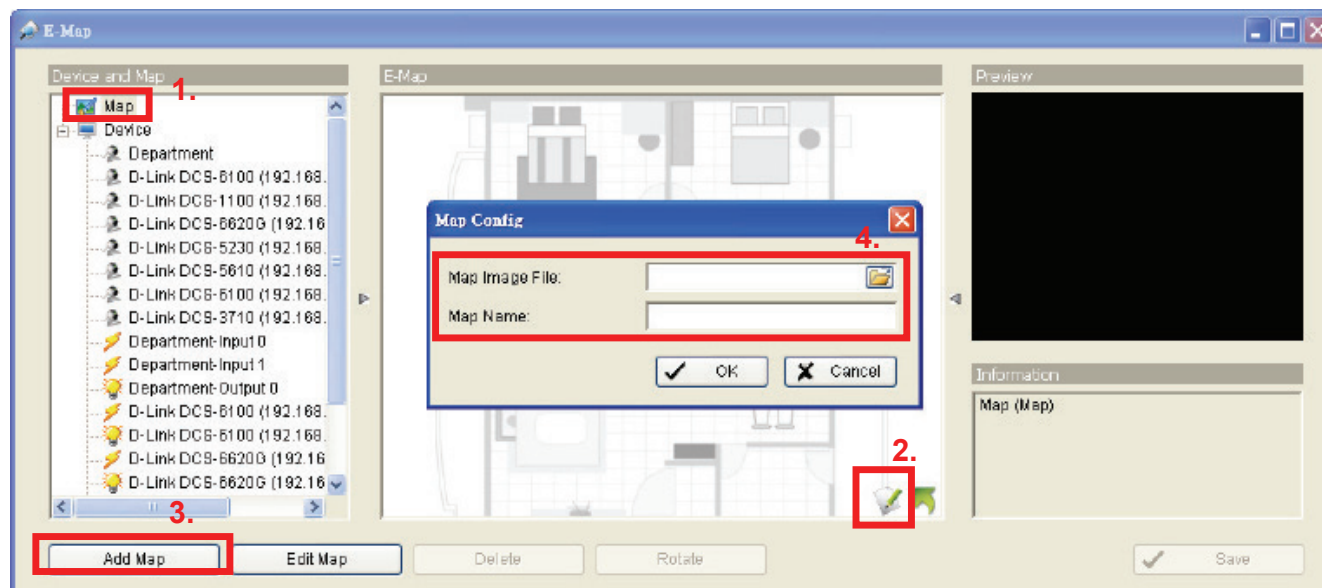 E-Map
Device and Map
E-Map
Preview
1.
Map
Device
Department
D-Link DCS-6100 (192.168.
D-Link DCS-1100 (192.168.
D-Link DCS-6620G (192.16
D-Link DCS-5230 (192.168.
D-Link DCS-5610 (192.168.
D-Link DCS-6100 (192.168.
D-Link DCS-3710 (192.168.
Department-Input 0
Department-Input 1
Department-Output 0
D-Link DCS-6100 (192.168.
D-Link DCS-6100 (192.168.
D-Link DCS-6620G (192.16
D-Link DCS-6620G (192.16
Map Config
4.
Map Image File:
Map Name:
OK Cancel
2.
Information
Map (Map)
3.
Add Map Edit Map Delete Rotate Save